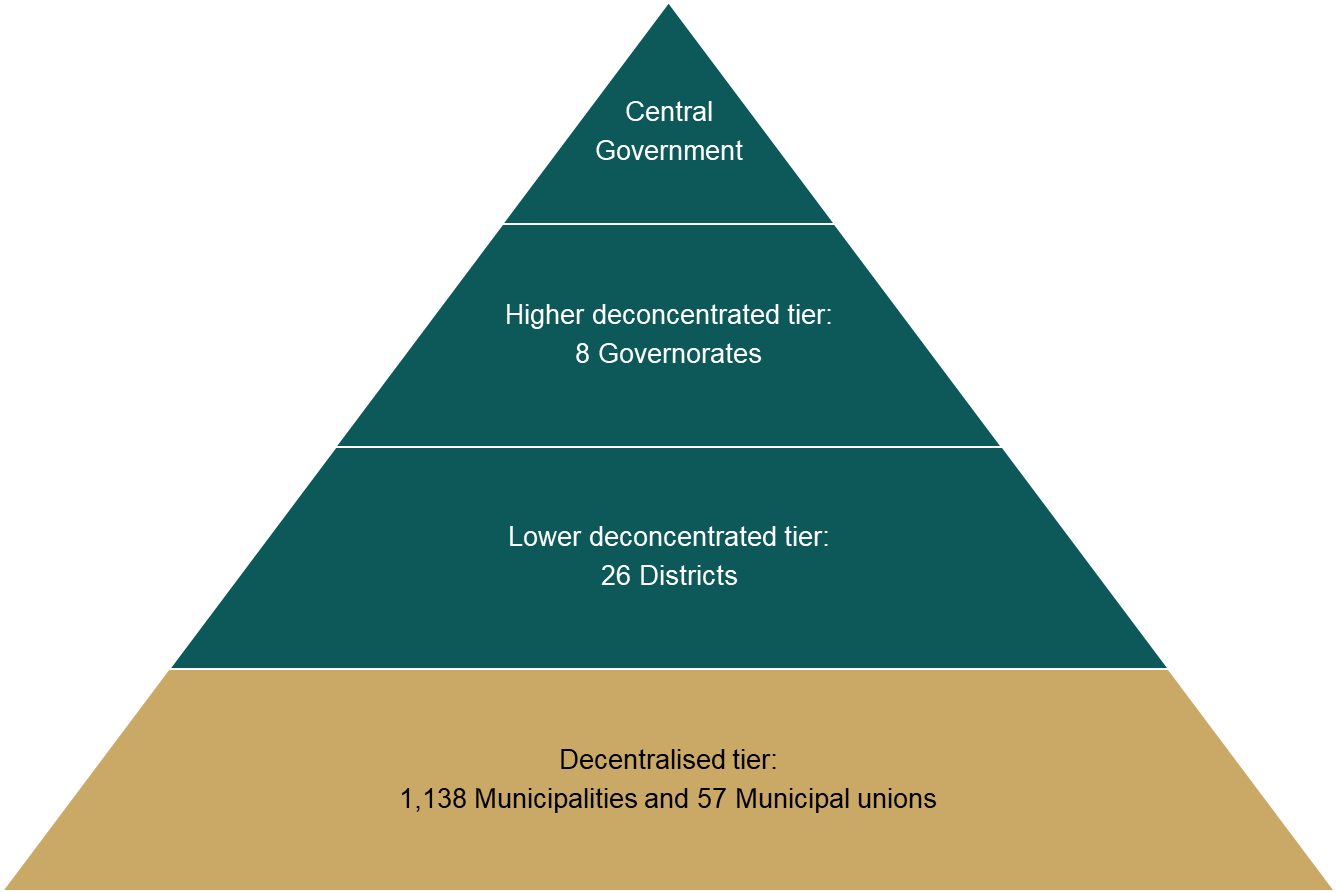 Central
Government
Higher deconcentrated tier:
8 Governorates
Lower deconcentrated tier:
26 Districts
Decentralised tier:
1,138 Municipalities and 57 Municipal unions